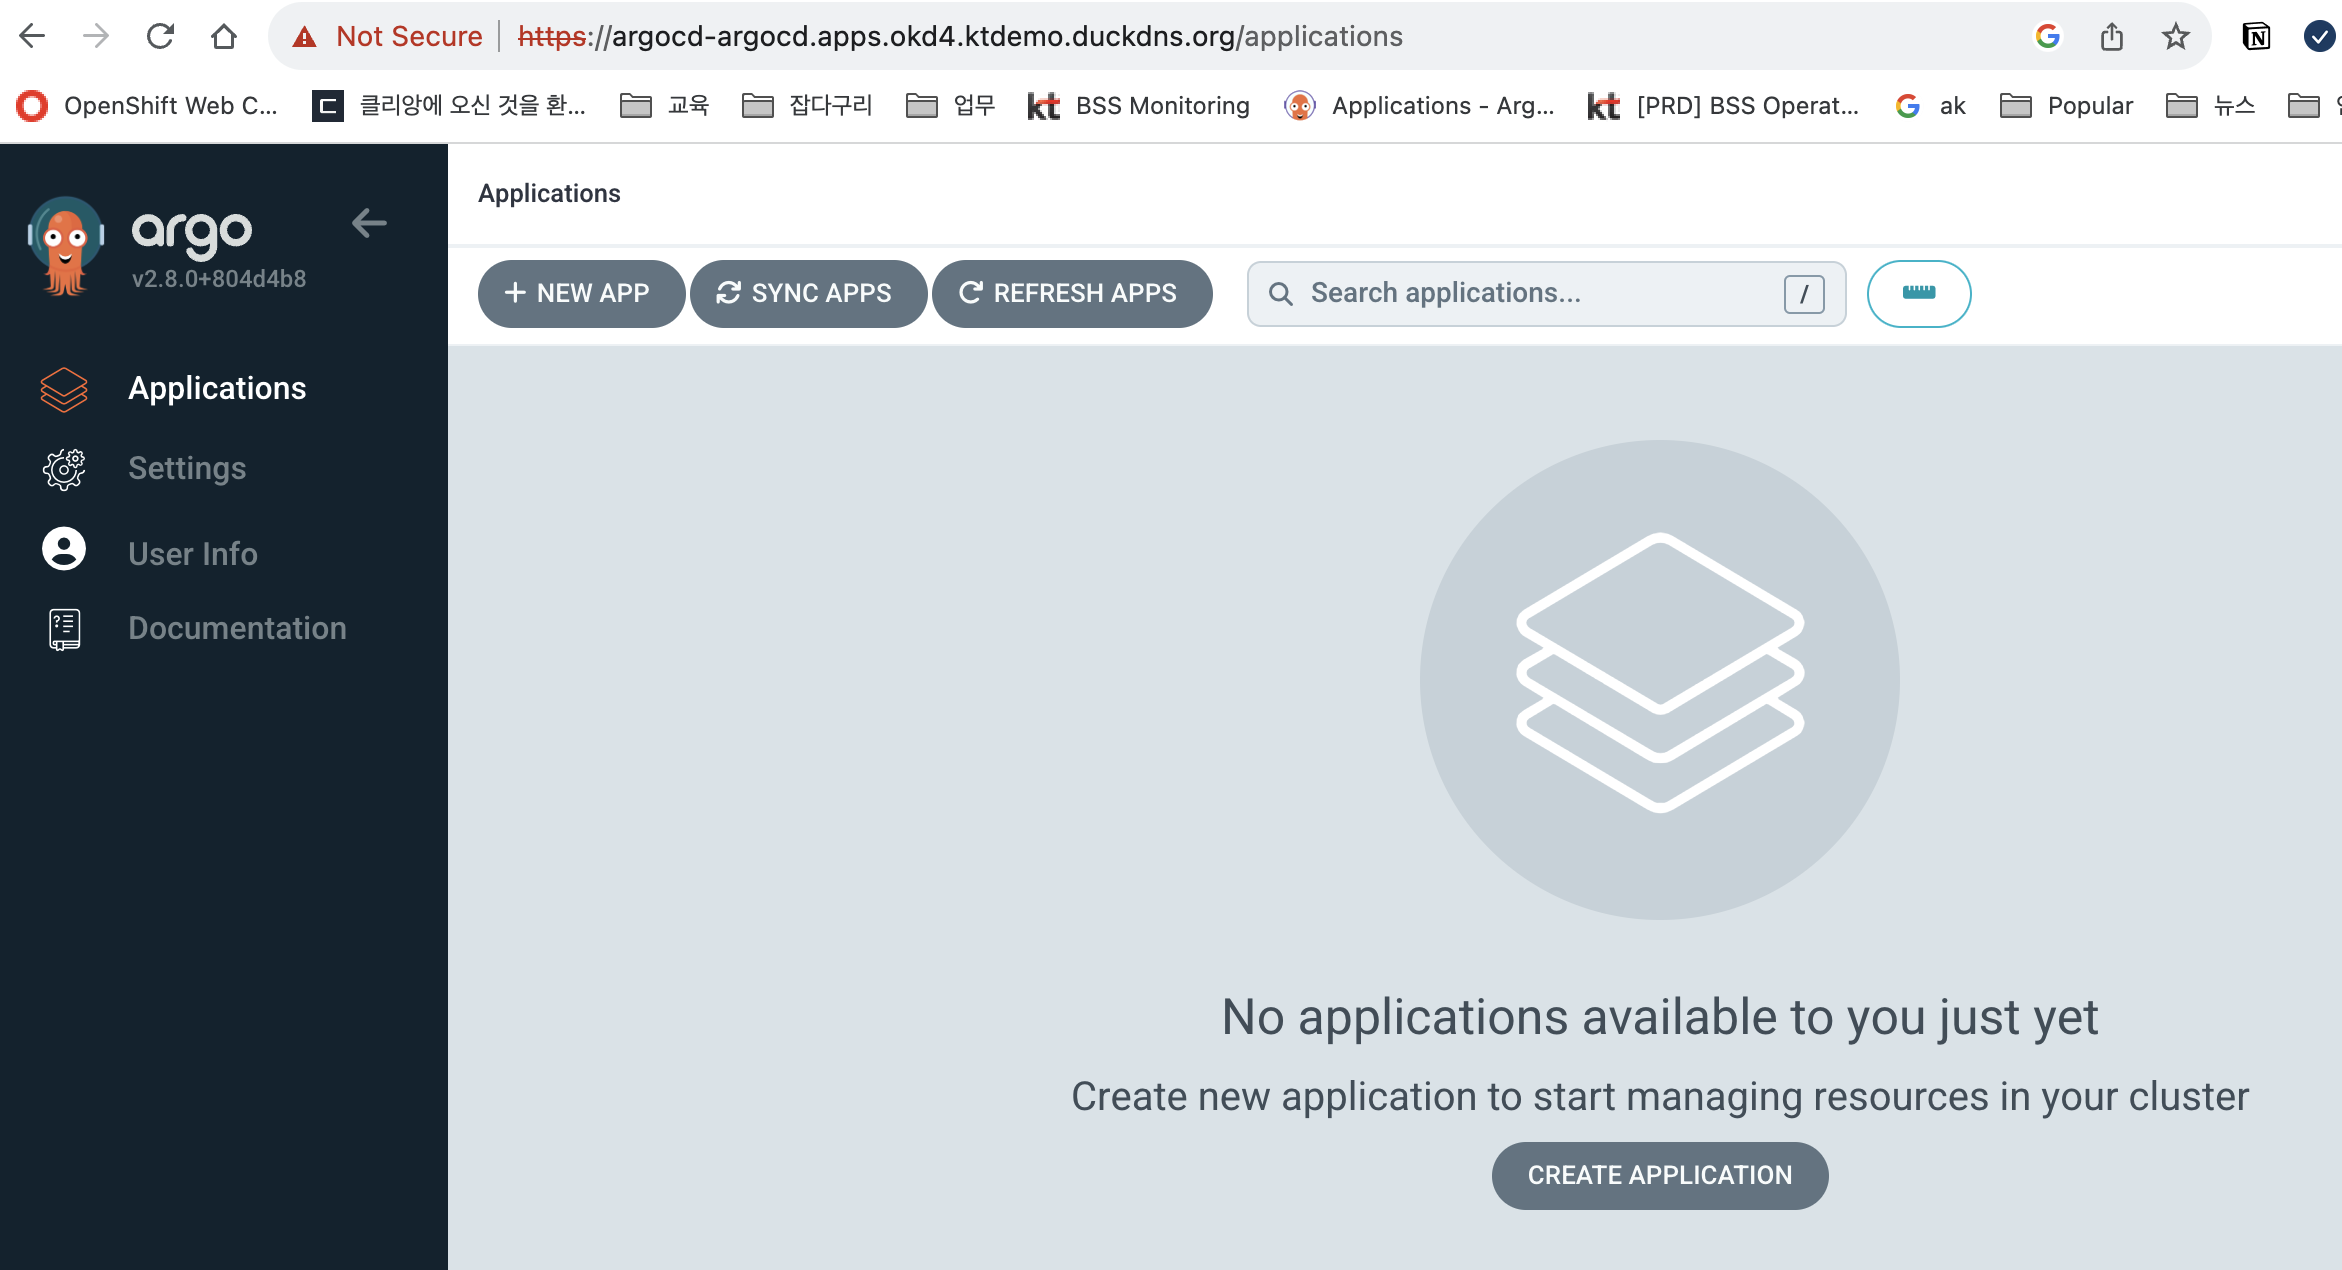 Not Secure | https://argocd-argocd.apps.okd4.ktdemo.duckdns.org/applications
OpenShift Web C... 클리앙에 오신 것을 환... 교육 잡다구리 업무 kt BSS Monitoring Applications - Arg... kt [PRD] BSS Operat... ak Popular 뉴스
argo
v2.8.0+804d4b8
Applications
Settings
User Info
Documentation
Applications
NEW APP SYNC APPS REFRESH APPS Search applications... /
No applications available to you just yet
Create new application to start managing resources in your cluster
CREATE APPLICATION